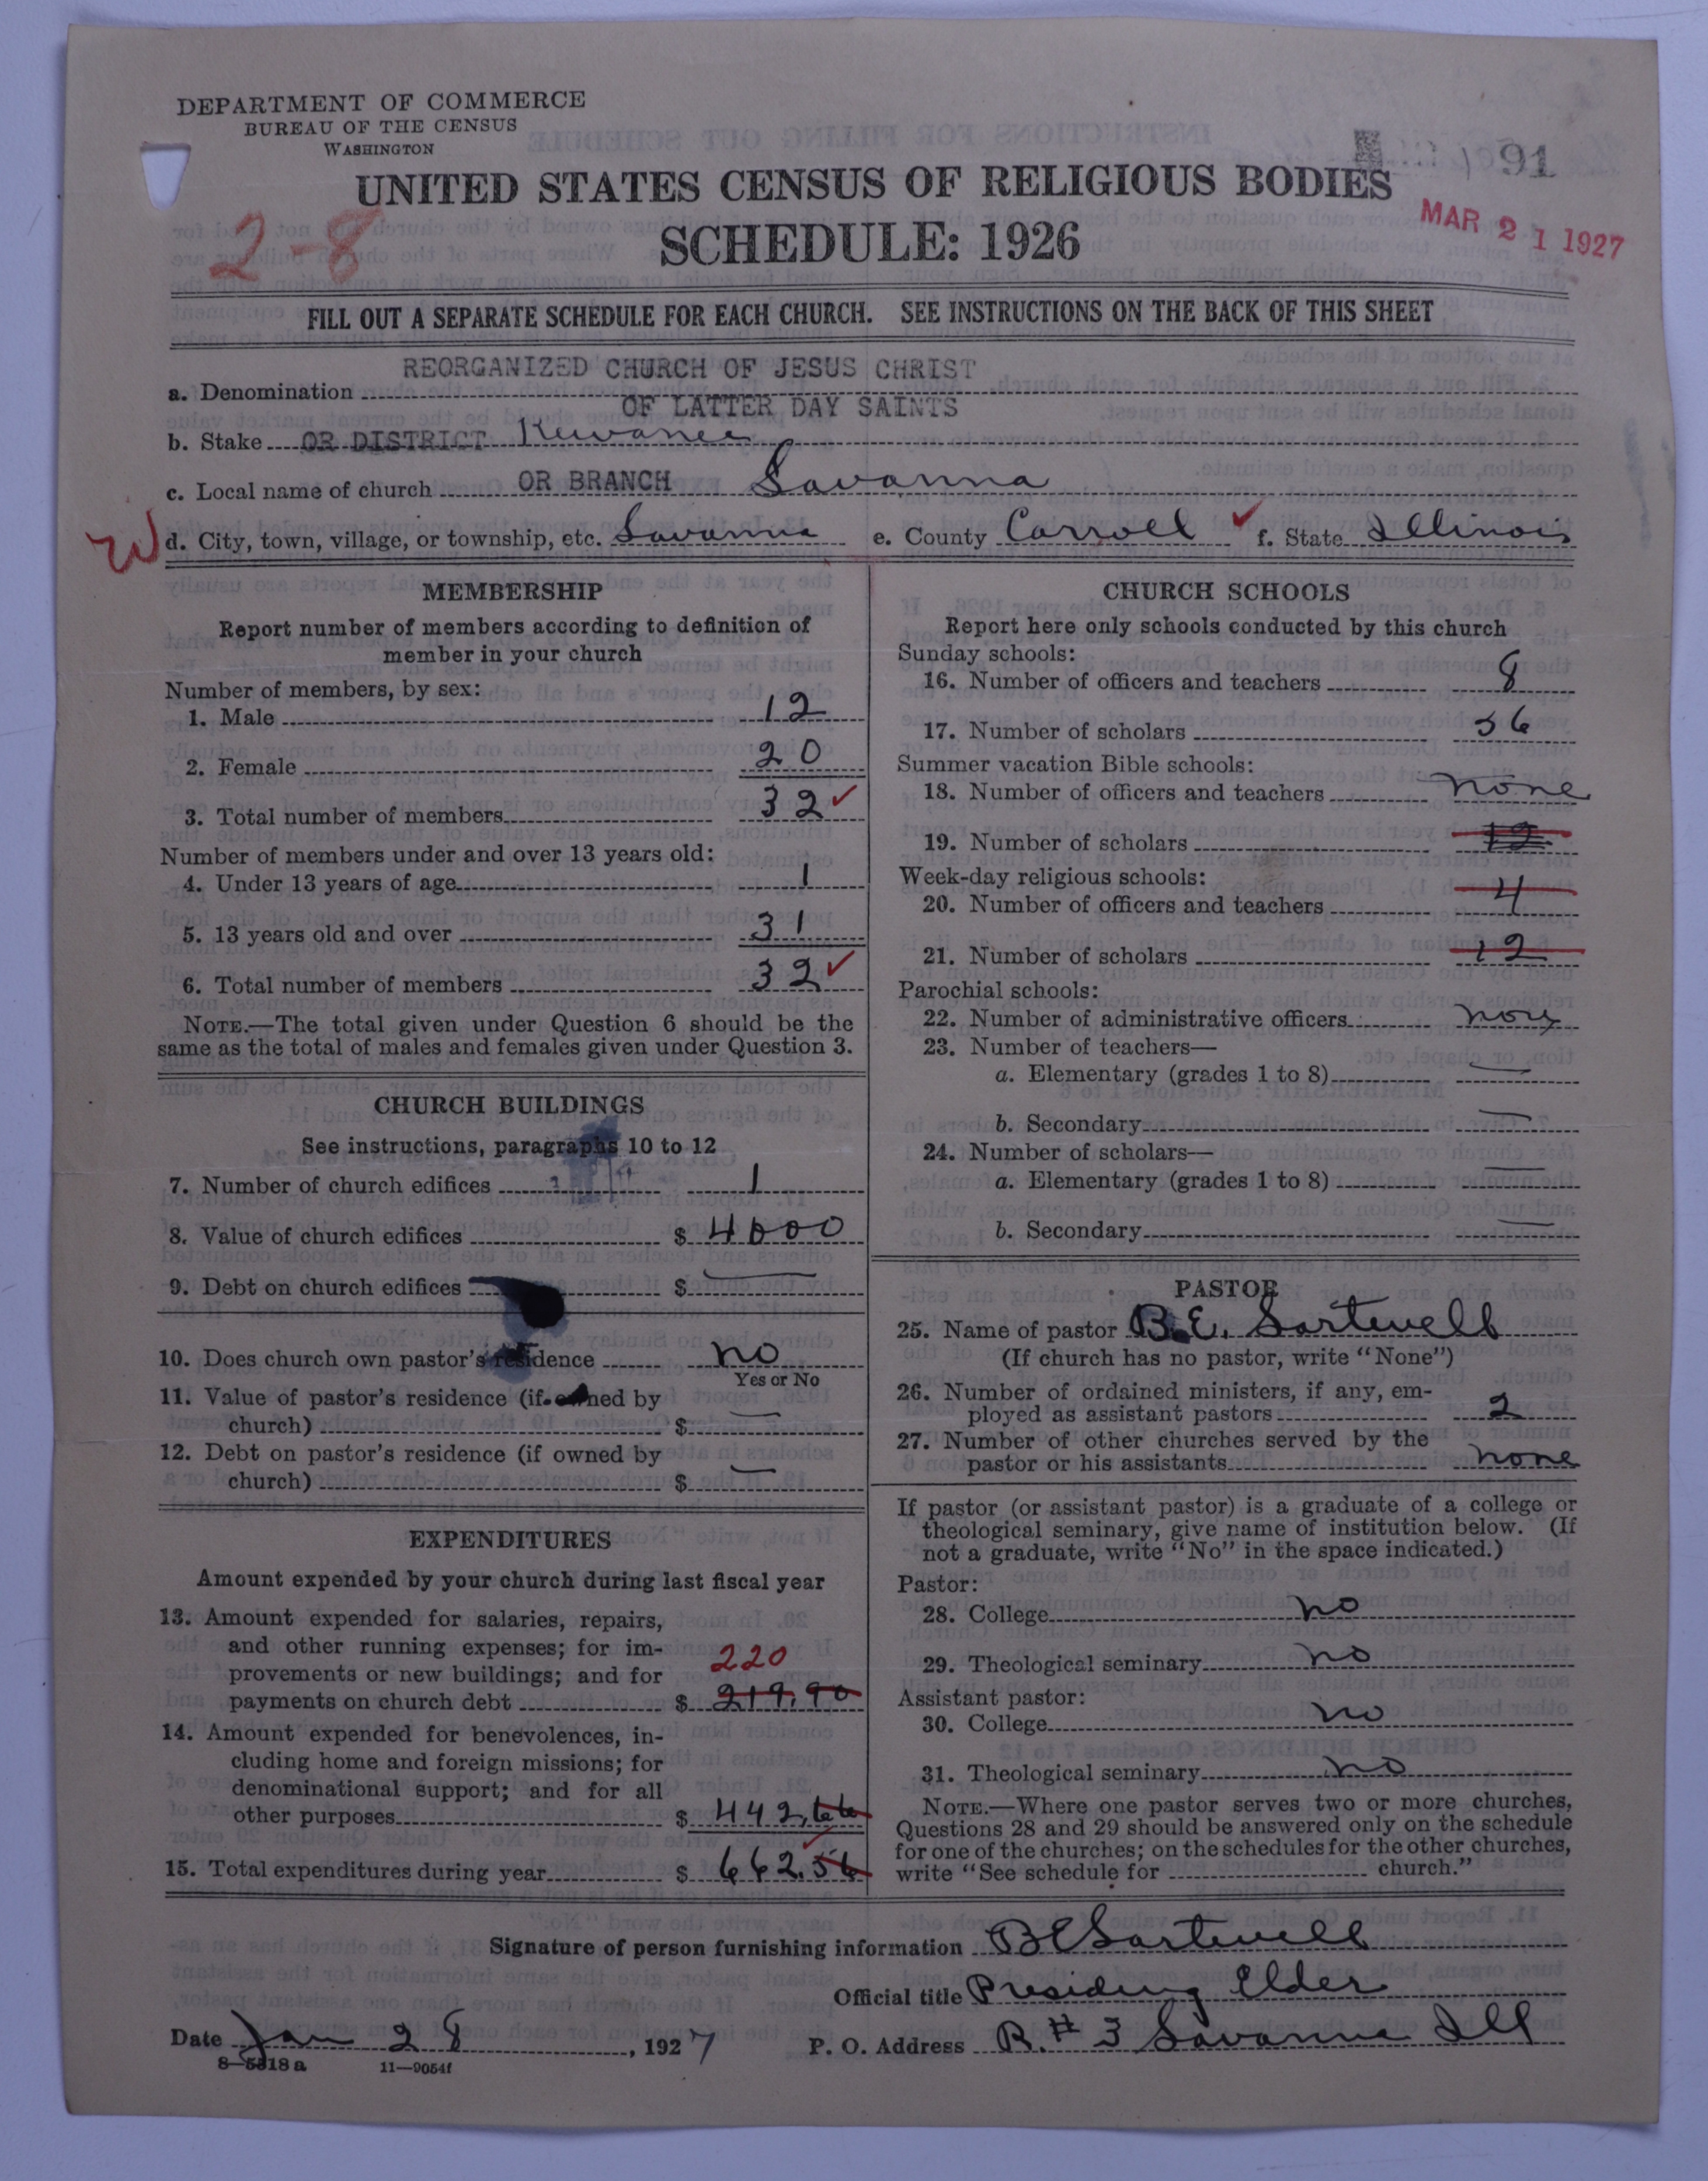 DEPARTMENT OF COMMERCE
BUREAU OF THE CENSUS
WASHINGTON
91
UNITED STATES CENSUS OF RELIGIOUS BODIES
MAR 21 1927
2-8
SCHEDULE: 1926
FILL OUT A SEPARATE SCHEDULE FOR EACH CHURCH. SEE INSTRUCTIONS ON THE BACK OF THIS SHEET
REORGANIZED CHURCH OF JESUS CHRIST
a. Denomination
OF LATTER DAY SAINTS
b. Stake OR DISTRICT Kewanee
c. Local name of church OR BRANCH Savanna
d. City, town, village, or township, etc. Savanna e. County Carroll ✓ f. State Illinois
MEMBERSHIP
Report number of members according to definition of
member in your church
Number of members, by sex:
1. Male 12
2. Female 20
3. Total number of members 32 ✓
Number of members under and over 13 years old:
4. Under 13 years of age 1
5. 13 years old and over 31
6. Total number of members 32 ✓
NOTE.—The total given under Question 6 should be the
same as the total of males and females given under Question 3.
CHURCH BUILDINGS
See instructions, paragraphs 10 to 12
7. Number of church edifices 1
8. Value of church edifices $ 4000
9. Debt on church edifices $ —
10. Does church own pastor's residence no
Yes or No
11. Value of pastor's residence (if owned by
church) $ —
12. Debt on pastor's residence (if owned by
church) $ —
EXPENDITURES
Amount expended by your church during last fiscal year
13. Amount expended for salaries, repairs,
and other running expenses; for im-
provements or new buildings; and for 220
payments on church debt $ 219.90
14. Amount expended for benevolences, in-
cluding home and foreign missions; for
denominational support; and for all
other purposes $ 442,66
15. Total expenditures during year $ 662.56
CHURCH SCHOOLS
Report here only schools conducted by this church
Sunday schools:
16. Number of officers and teachers 8
17. Number of scholars 36
Summer vacation Bible schools:
18. Number of officers and teachers none
19. Number of scholars 12
Week-day religious schools:
20. Number of officers and teachers 4
21. Number of scholars 12
Parochial schools:
22. Number of administrative officers
23. Number of teachers—
a. Elementary (grades 1 to 8) —
b. Secondary —
24. Number of scholars—
a. Elementary (grades 1 to 8) —
b. Secondary —
PASTOR
25. Name of pastor B.E. Sartwell
(If church has no pastor, write "None")
26. Number of ordained ministers, if any, em-
ployed as assistant pastors 2
27. Number of other churches served by the
pastor or his assistants none
If pastor (or assistant pastor) is a graduate of a college or
theological seminary, give name of institution below. (If
not a graduate, write "No" in the space indicated.)
Pastor:
28. College no
29. Theological seminary no
Assistant pastor:
30. College no
31. Theological seminary no
NOTE.—Where one pastor serves two or more churches,
Questions 28 and 29 should be answered only on the schedule
for one of the churches; on the schedules for the other churches,
write "See schedule for church."
Signature of person furnishing information B E Sartwell
Official title Presiding Elder
Date Jan 28, 1927 P. O. Address R. # 3 Savanna Ill
8—5318a 11—9054f